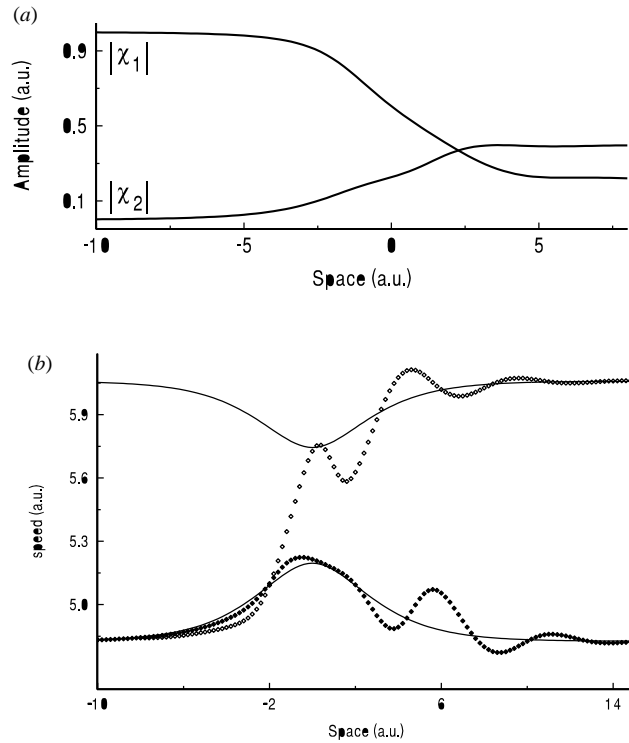 (a)
Amplitude (a.u.)
0.9
0.5
0.1
|χ1|
|χ2|
-10
-5
0
5
Space (a.u.)
(b)
speed (a.u.)
5.9
5.6
5.3
5.0
-10
-2
6
14
Space (a.u.)